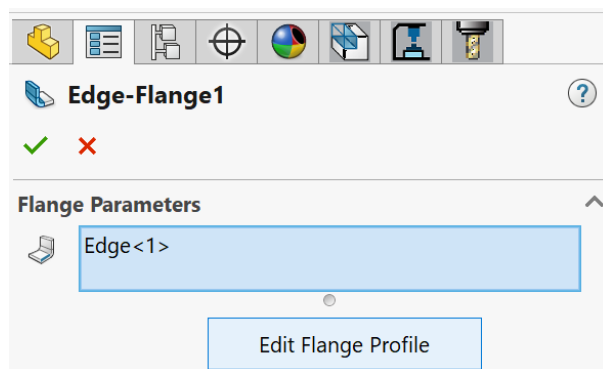 Edge-Flange1
?
Flange Parameters
Edge<1>
Edit Flange Profile